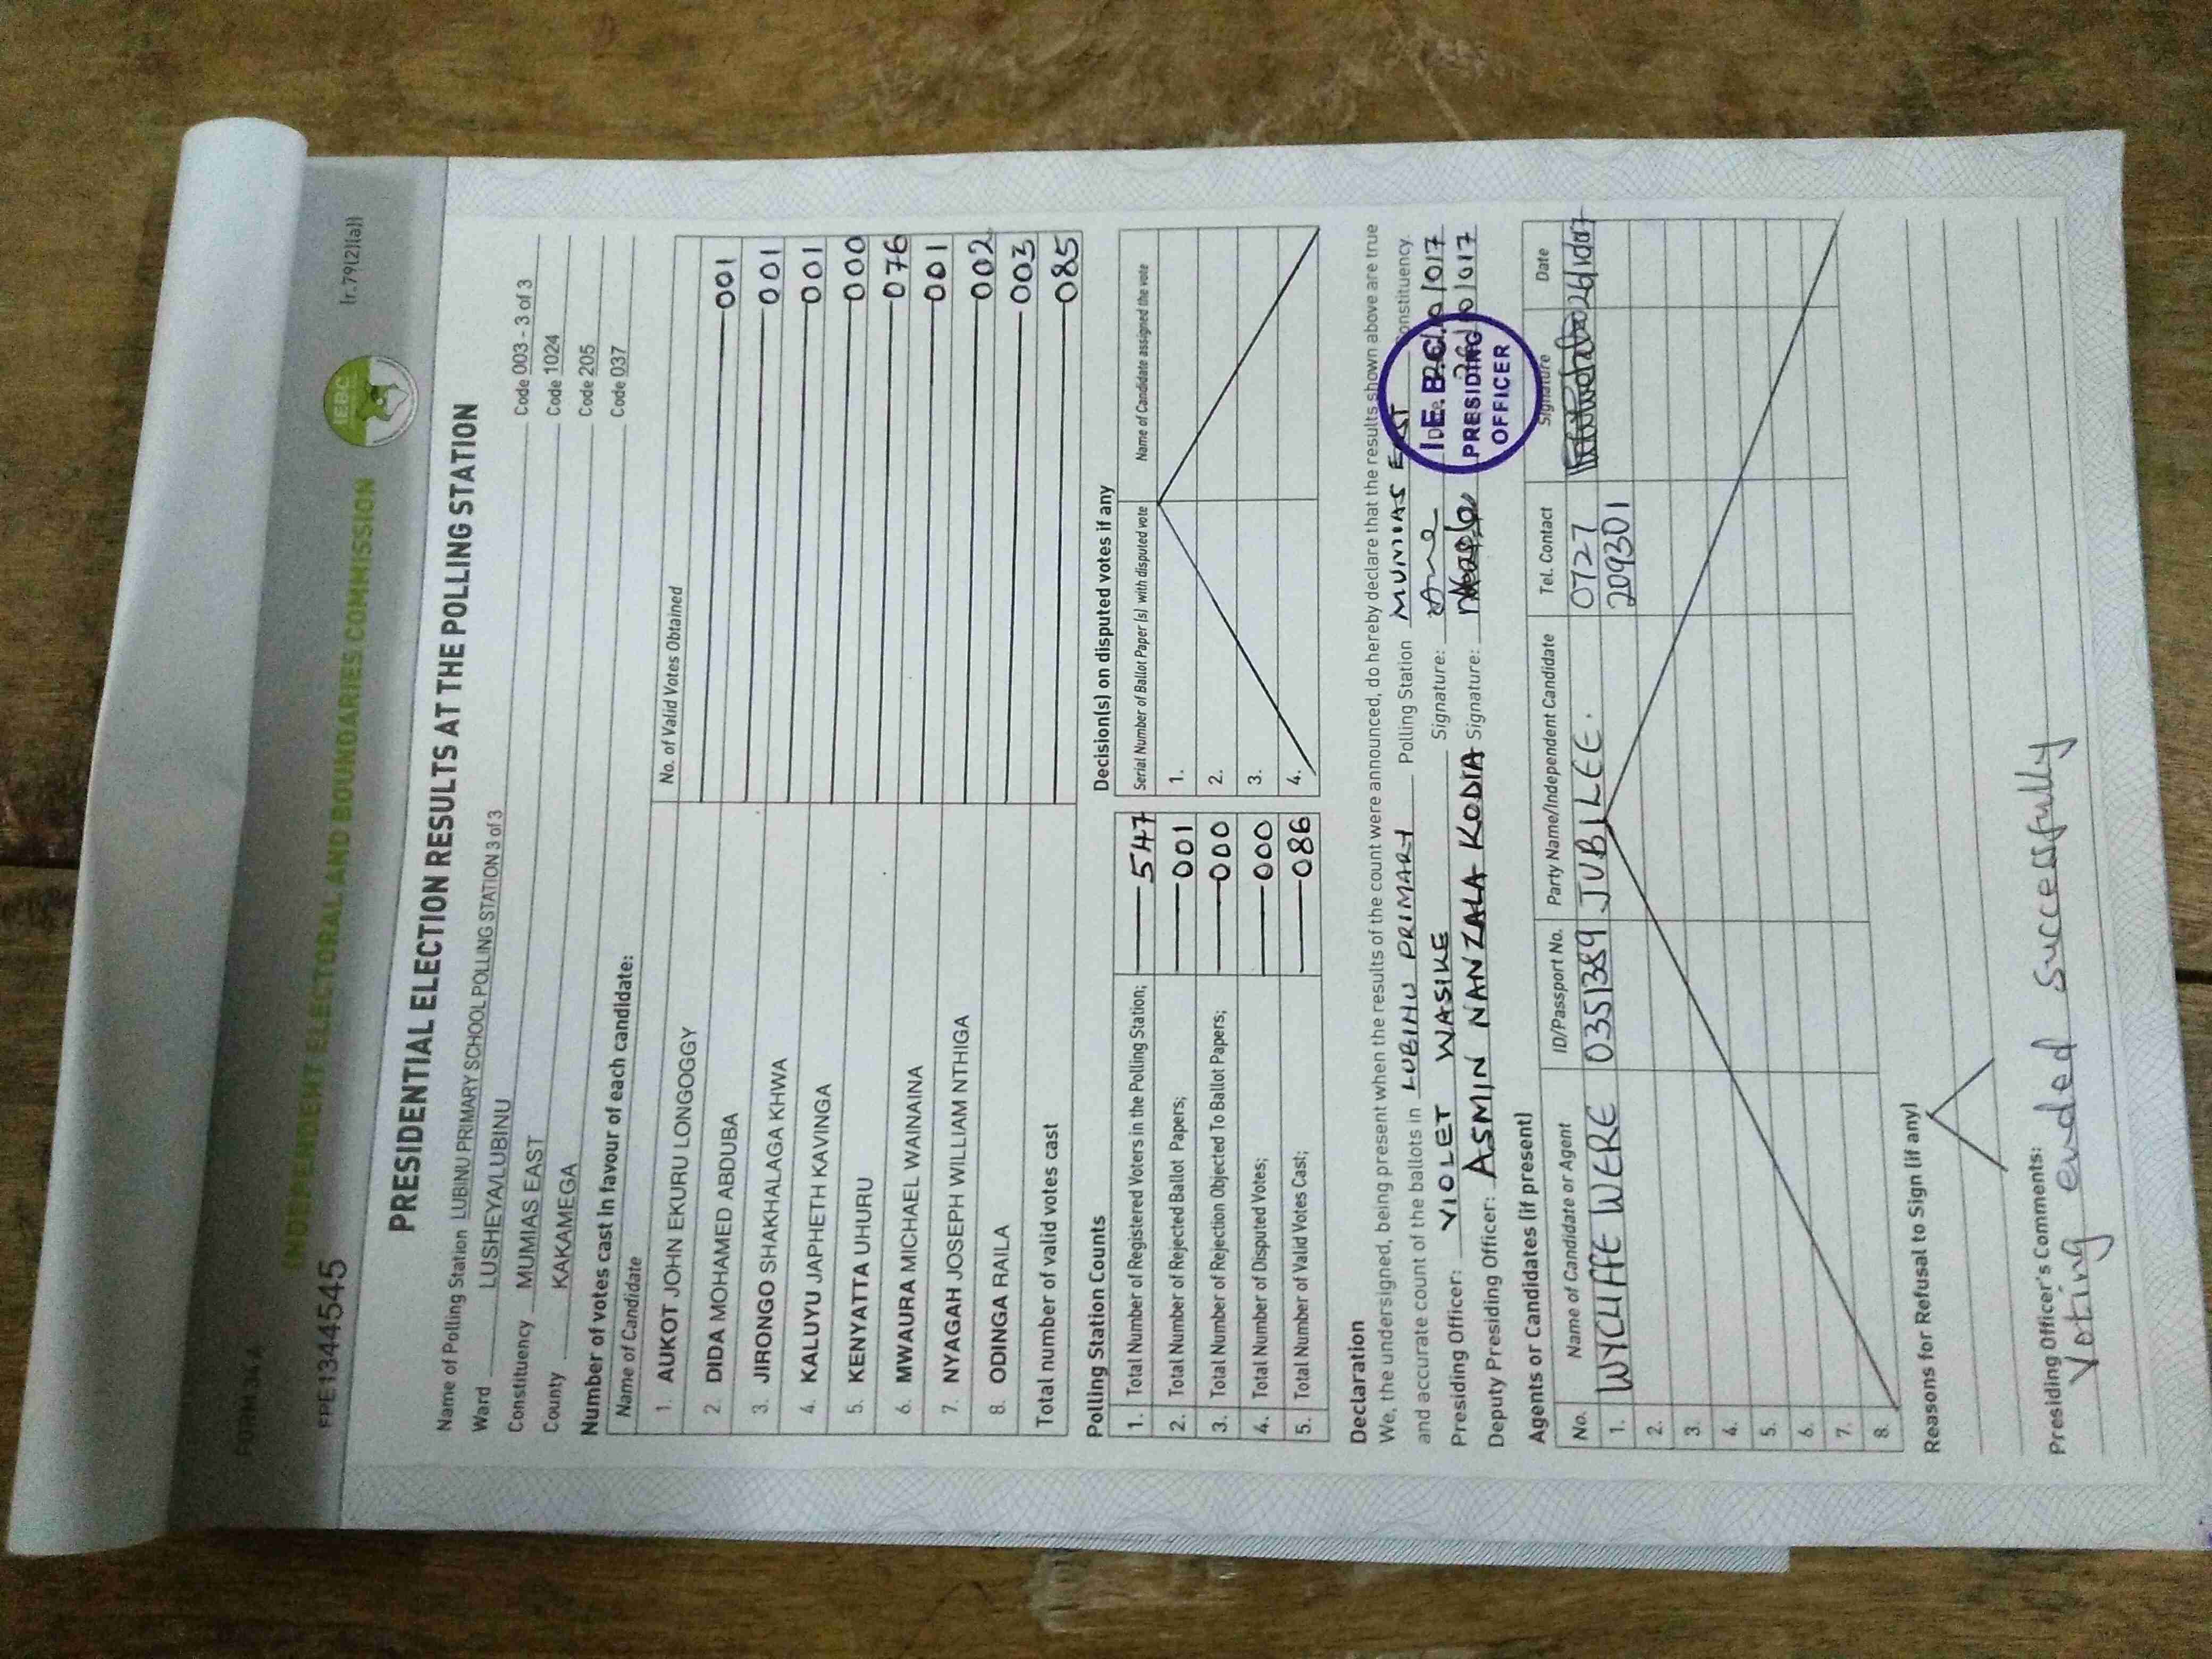 FORM 34 A
INDEPENDENT ELECTORAL AND BOUNDARIES COMMISSION
IEBC
(r.79(2)(a))
EPE1344545
PRESIDENTIAL ELECTION RESULTS AT THE POLLING STATION
Name of Polling Station LUBINU PRIMARY SCHOOL POLLING STATION 3 of 3 Code 003 - 3 of 3
Ward LUSHEYA/LUBINU Code 1024
Constituency MUMIAS EAST Code 205
County KAKAMEGA Code 037
Number of votes cast in favour of each candidate:
Name of Candidate No. of Valid Votes Obtained
1. AUKOT JOHN EKURU LONGOGGY 001
2. DIDA MOHAMED ABDUBA 001
3. JIRONGO SHAKHALAGA KHWA 001
4. KALUYU JAPHETH KAVINGA 000
5. KENYATTA UHURU 076
6. MWAURA MICHAEL WAINAINA 001
7. NYAGAH JOSEPH WILLIAM NTHIGA 002
8. ODINGA RAILA 003
Total number of valid votes cast 085
Polling Station Counts
1. Total Number of Registered Voters in the Polling Station; 547
2. Total Number of Rejected Ballot Papers; 001
3. Total Number of Rejection Objected To Ballot Papers; 000
4. Total Number of Disputed Votes; 000
5. Total Number of Valid Votes Cast; 086
Decision(s) on disputed votes if any
Serial Number of Ballot Paper (s) with disputed vote Name of Candidate assigned the vote
1.
2.
3.
4.
Declaration
We, the undersigned, being present when the results of the count were announced, do hereby declare that the results shown above are true
and accurate count of the ballots in LUBINU PRIMARY Polling Station MUMIAS EAST Constituency.
Presiding Officer: VIOLET WASIKE Signature: Date 26/10/017
Deputy Presiding Officer: ASMIN NANZALA KODIA Signature: 26/10/017
I.E.B.C.
PRESIDING
OFFICER
Agents or Candidates (if present)
No. Name of Candidate or Agent ID/Passport No. Party Name/Independent Candidate Tel. Contact Signature Date
1. WYCLIFFE WERE 0351389 JUBILEE. 0727 209301 26/10/017
2.
3.
4.
5.
6.
7.
8.
Reasons for Refusal to Sign (if any)
Presiding Officer's Comments:
Voting ended successfully